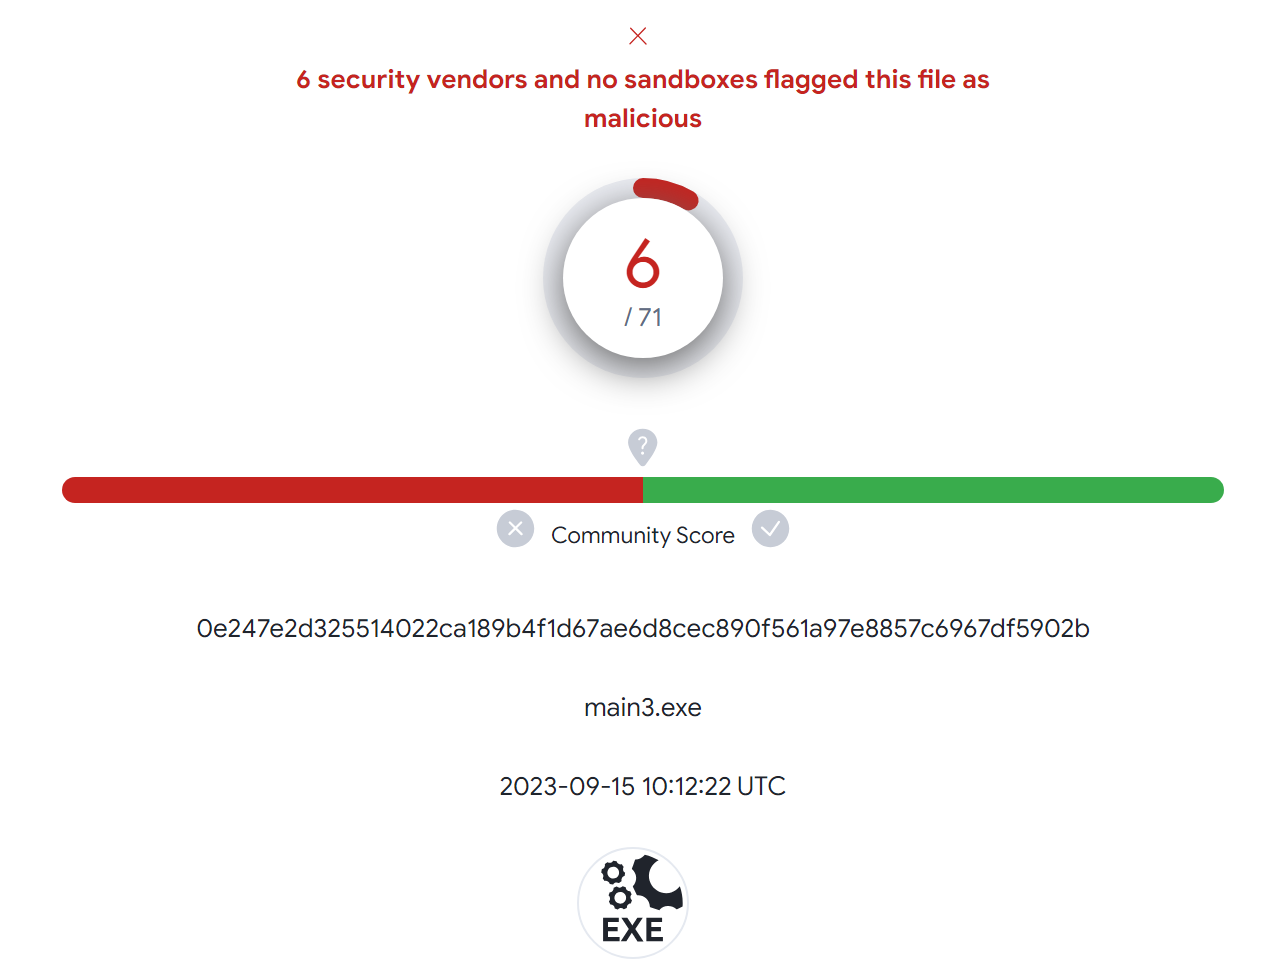 6 security vendors and no sandboxes flagged this file as
malicious
6
/ 71
?
Community Score
0e247e2d325514022ca189b4f1d67ae6d8cec890f561a97e8857c6967df5902b
main3.exe
2023-09-15 10:12:22 UTC
EXE